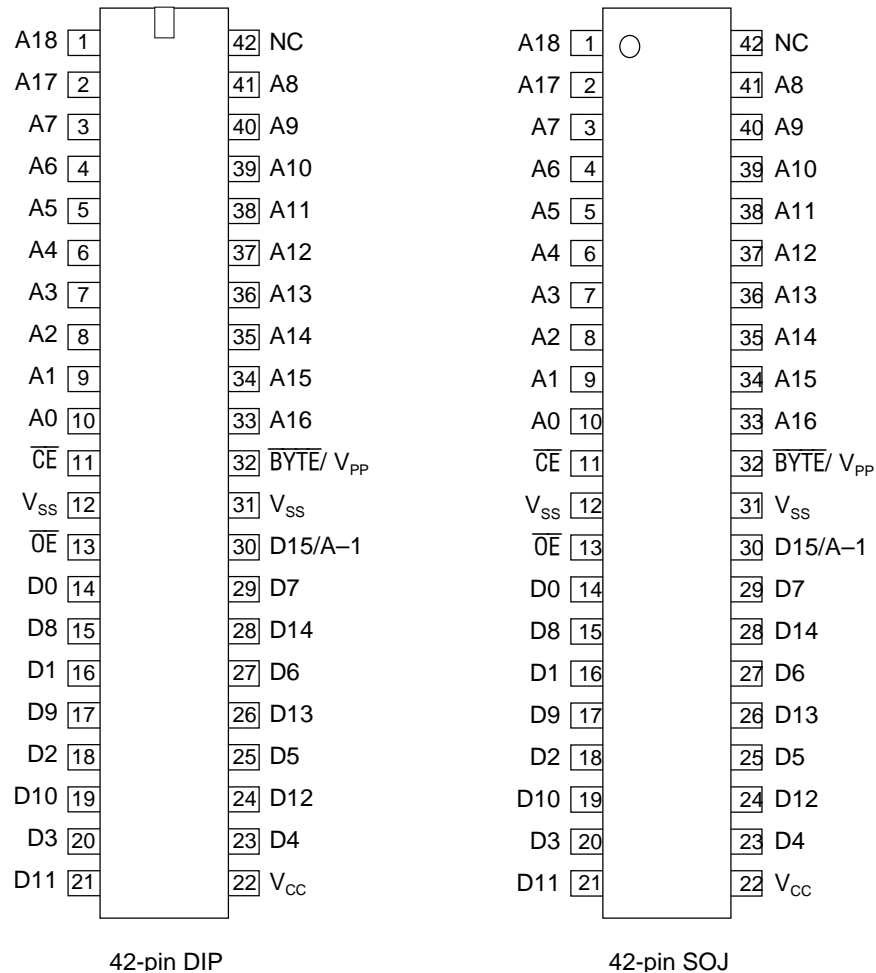 A18 1 42 NC A18 1 42 NC
A17 2 41 A8 A17 2 41 A8
A7 3 40 A9 A7 3 40 A9
A6 4 39 A10 A6 4 39 A10
A5 5 38 A11 A5 5 38 A11
A4 6 37 A12 A4 6 37 A12
A3 7 36 A13 A3 7 36 A13
A2 8 35 A14 A2 8 35 A14
A1 9 34 A15 A1 9 34 A15
A0 10 33 A16 A0 10 33 A16
C̅E̅ 11 32 B̅Y̅T̅E̅/ VPP C̅E̅ 11 32 B̅Y̅T̅E̅/ VPP
VSS 12 31 VSS VSS 12 31 VSS
O̅E̅ 13 30 D15/A–1 O̅E̅ 13 30 D15/A–1
D0 14 29 D7 D0 14 29 D7
D8 15 28 D14 D8 15 28 D14
D1 16 27 D6 D1 16 27 D6
D9 17 26 D13 D9 17 26 D13
D2 18 25 D5 D2 18 25 D5
D10 19 24 D12 D10 19 24 D12
D3 20 23 D4 D3 20 23 D4
D11 21 22 VCC D11 21 22 VCC
42-pin DIP 42-pin SOJ